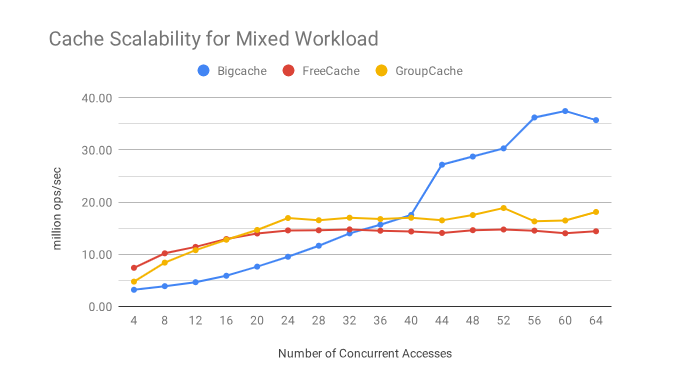 Cache Scalability for Mixed Workload
Bigcache FreeCache GroupCache
million ops/sec
40.00
30.00
20.00
10.00
0.00
4 8 12 16 20 24 28 32 36 40 44 48 52 56 60 64
Number of Concurrent Accesses